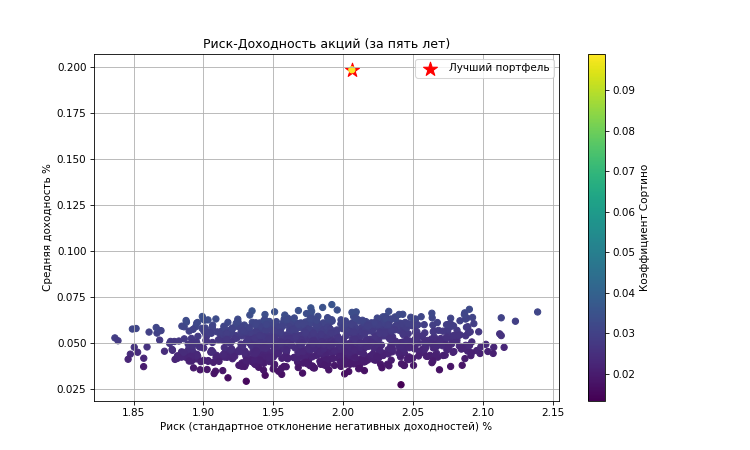 Риск-Доходность акций (за пять лет)
Лучший портфель
Средняя доходность %
0.200
0.175
0.150
0.125
0.100
0.075
0.050
0.025
1.85 1.90 1.95 2.00 2.05 2.10 2.15
Риск (стандартное отклонение негативных доходностей) %
0.09
0.08
0.07
0.06
0.05
0.04
0.03
0.02
Коэффициент Сортино